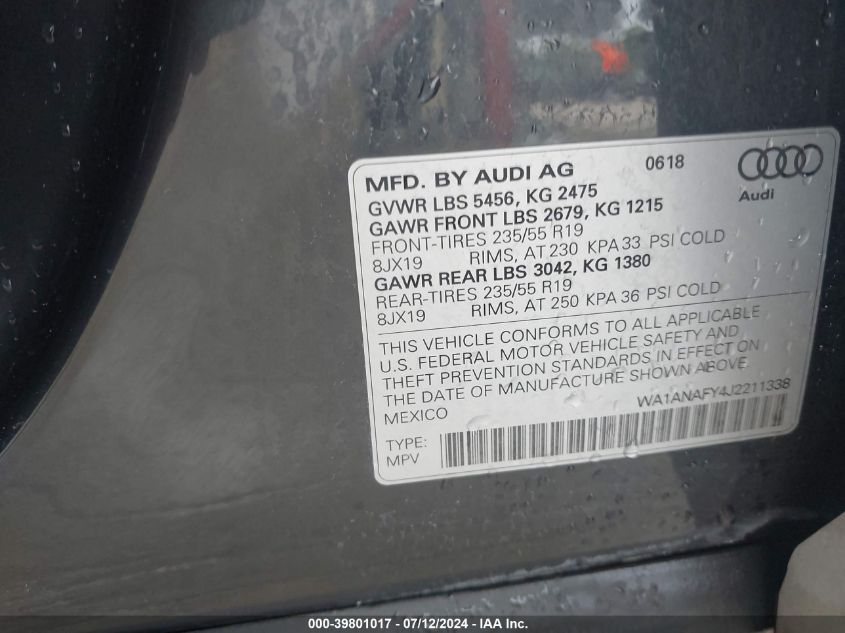 MFD. BY AUDI AG 0618
Audi
GVWR LBS 5456, KG 2475
GAWR FRONT LBS 2679, KG 1215
FRONT-TIRES 235/55 R19
8JX19 RIMS, AT 230 KPA 33 PSI COLD
GAWR REAR LBS 3042, KG 1380
REAR-TIRES 235/55 R19
8JX19 RIMS, AT 250 KPA 36 PSI COLD
THIS VEHICLE CONFORMS TO ALL APPLICABLE
U.S. FEDERAL MOTOR VEHICLE SAFETY AND
THEFT PREVENTION STANDARDS IN EFFECT ON
THE DATE OF MANUFACTURE SHOWN ABOVE
MEXICO WA1ANAFY4J2211338
TYPE:
MPV
000-39801017 - 07/12/2024 - IAA Inc.